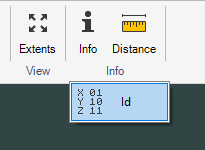 Extents
Info
Distance
View
Info
X 01
Y 10
Z 11
Id